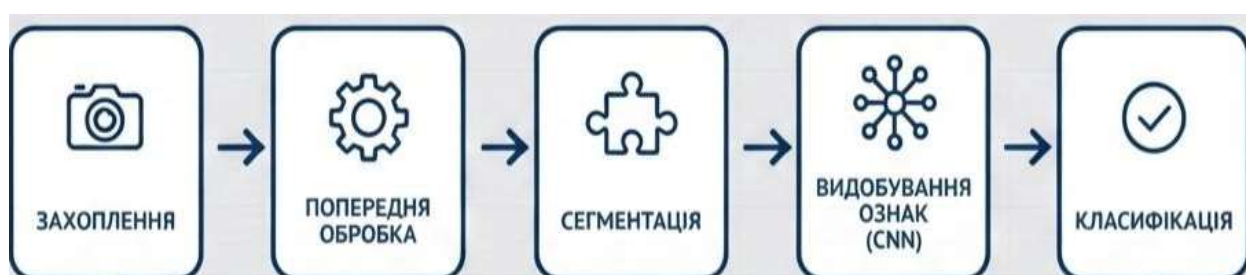 ЗАХОПЛЕННЯ
ПОПЕРЕДНЯ
ОБРОБКА
СЕГМЕНТАЦІЯ
ВИДОБУВАННЯ
ОЗНАК
(CNN)
КЛАСИФІКАЦІЯ